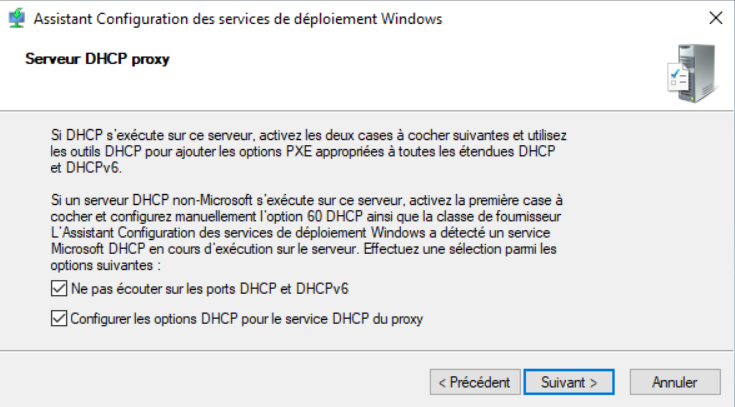 Assistant Configuration des services de déploiement Windows
Serveur DHCP proxy
Si DHCP s'exécute sur ce serveur, activez les deux cases à cocher suivantes et utilisez
les outils DHCP pour ajouter les options PXE appropriées à toutes les étendues DHCP
et DHCPv6.
Si un serveur DHCP non-Microsoft s'exécute sur ce serveur, activez la première case à
cocher et configurez manuellement l'option 60 DHCP ainsi que la classe de fournisseur
L'Assistant Configuration des services de déploiement Windows a détecté un service
Microsoft DHCP en cours d'exécution sur le serveur. Effectuez une sélection parmi les
options suivantes :
Ne pas écouter sur les ports DHCP et DHCPv6
Configurer les options DHCP pour le service DHCP du proxy
< Précédent Suivant > Annuler